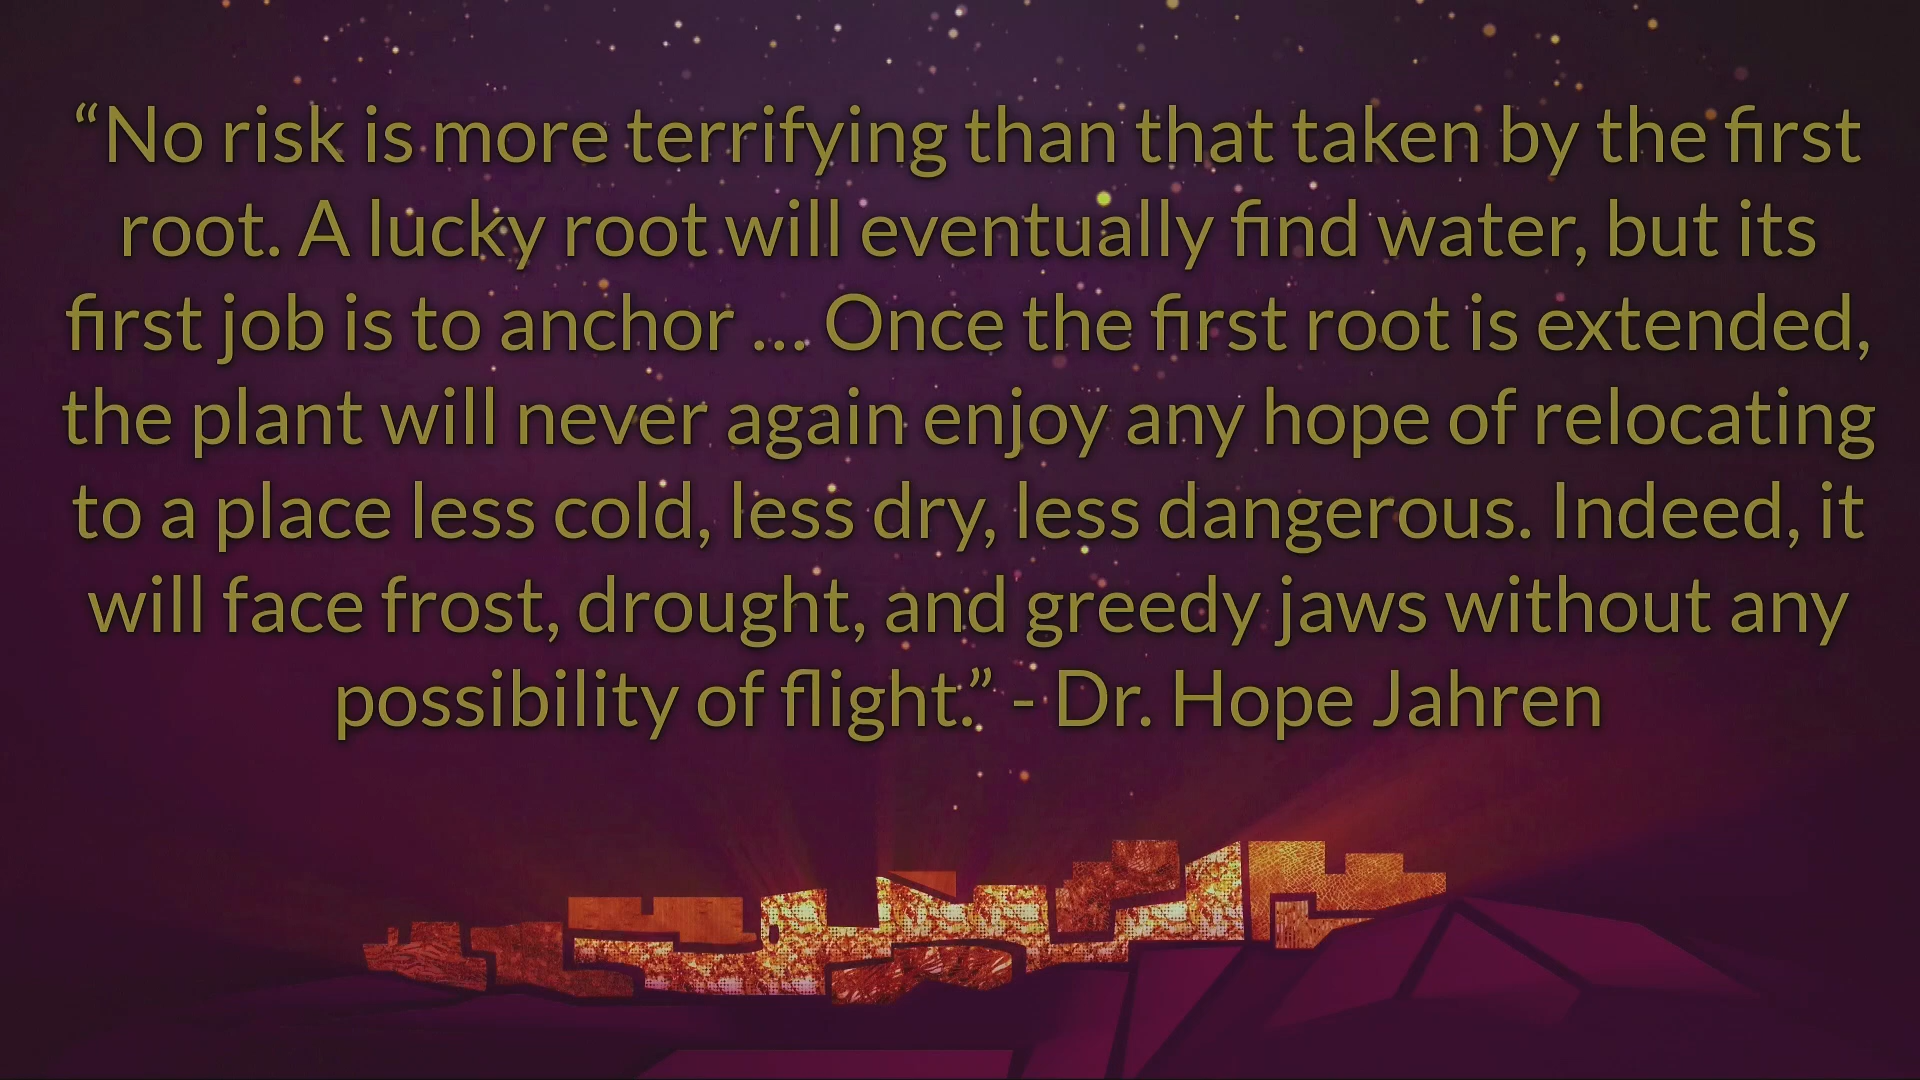 “No risk is more terrifying than that taken by the first
root. A lucky root will eventually find water, but its
first job is to anchor ... Once the first root is extended,
the plant will never again enjoy any hope of relocating
to a place less cold, less dry, less dangerous. Indeed, it
will face frost, drought, and greedy jaws without any
possibility of flight.” - Dr. Hope Jahren